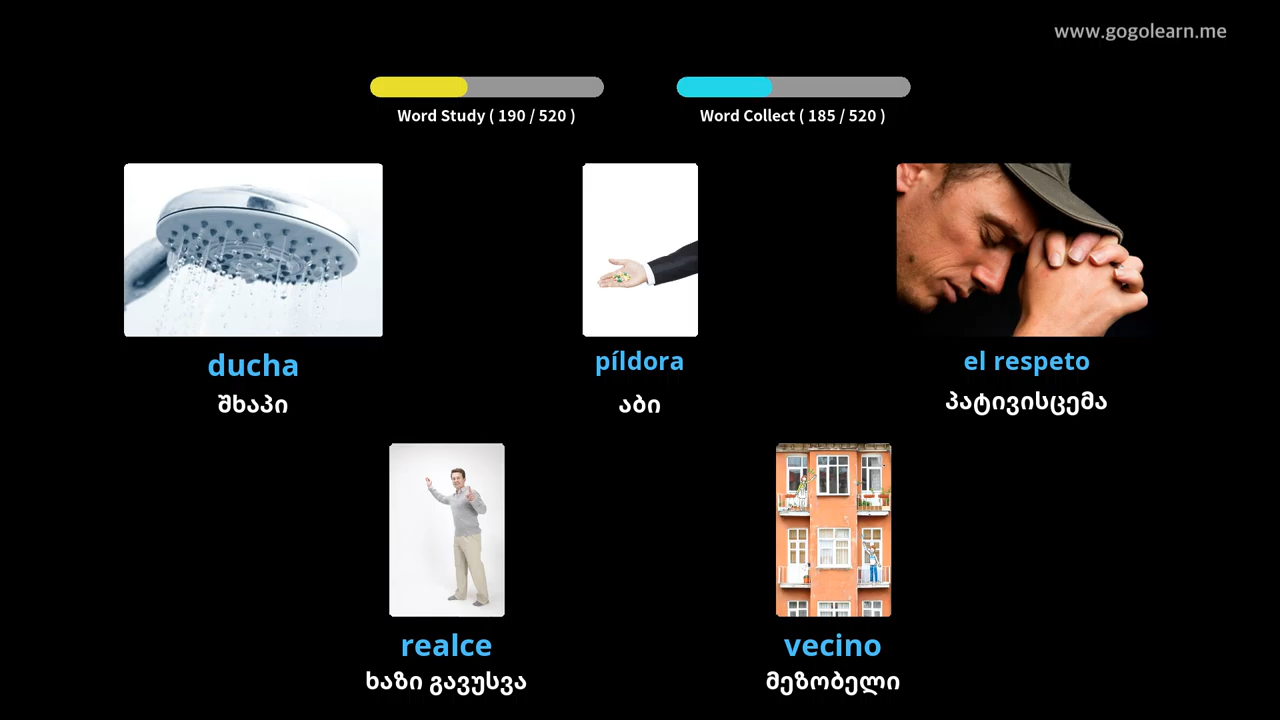 www.gogolearn.me
Word Study ( 190 / 520 )
Word Collect ( 185 / 520 )
ducha
შხაპი
píldora
აბი
el respeto
პატივისცემა
realce
ხაზი გავუსვა
vecino
მეზობელი